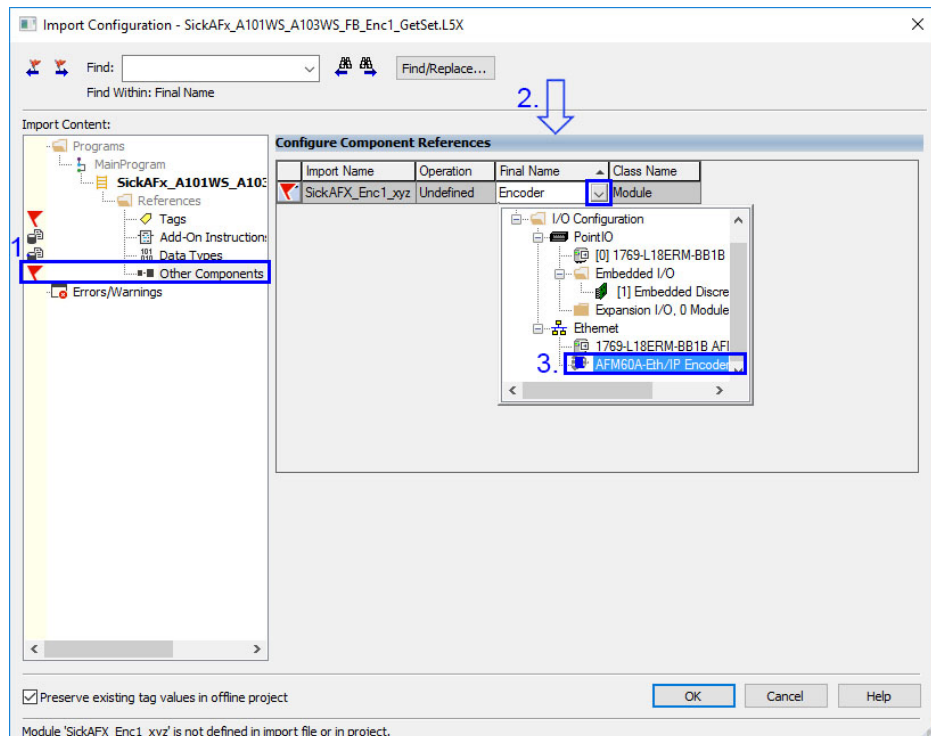 Import Configuration - SickAFx_A101WS_A103WS_FB_Enc1_GetSet.L5X
Find:
Find/Replace...
Find Within: Final Name
2.
Import Content:
Programs
MainProgram
SickAFx_A101WS_A103
References
Tags
Add-On Instructions
1
Data Types
Other Components
Errors/Warnings
Configure Component References
Import Name Operation Final Name Class Name
SickAFX_Enc1_xyz Undefined Encoder Module
I/O Configuration
PointIO
[0] 1769-L18ERM-BB1B
Embedded I/O
[1] Embedded Discre
Expansion I/O, 0 Module
Ethernet
1769-L18ERM-BB1B AFI
3. AFM60A-Eth/IP Encoder
Preserve existing tag values in offline project
OK Cancel Help
Module 'SickAFX_Enc1_xyz' is not defined in import file or in project.